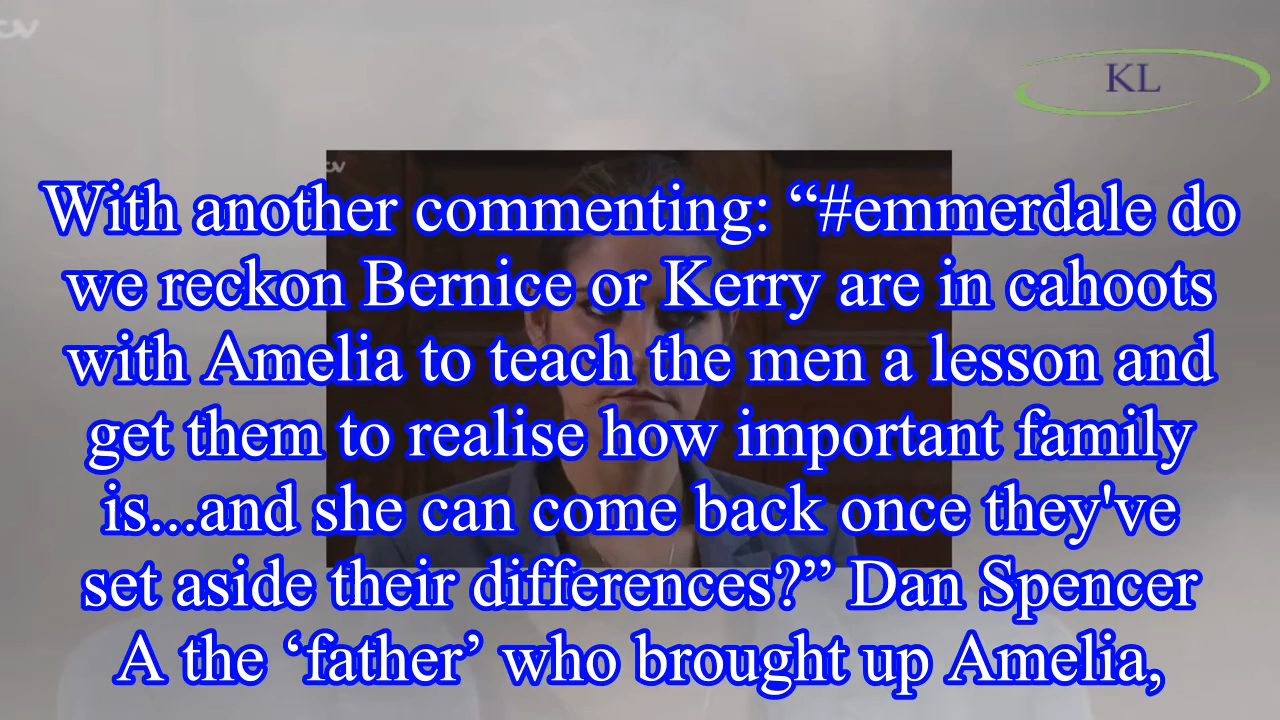 KL
With another commenting: “#emmerdale do
we reckon Bernice or Kerry are in cahoots
with Amelia to teach the men a lesson and
get them to realise how important family
is...and she can come back once they've
set aside their differences?” Dan Spencer
A the ‘father’ who brought up Amelia,